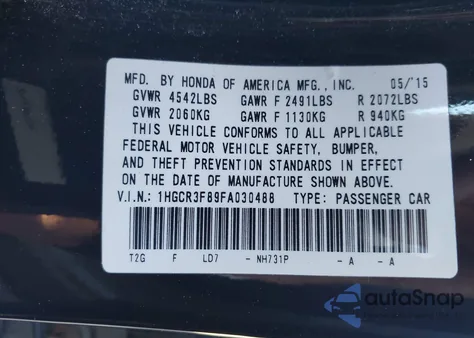 MFD. BY HONDA OF AMERICA MFG., INC. 05/15
GVWR 4542LBS GAWR F 2491LBS R 2072LBS
GVWR 2060KG GAWR F 1130KG R 940KG
THIS VEHICLE CONFORMS TO ALL APPLICABLE
FEDERAL MOTOR VEHICLE SAFETY, BUMPER,
AND THEFT PREVENTION STANDARDS IN EFFECT
ON THE DATE OF MANUFACTURE SHOWN ABOVE.
V.I.N.: 1HGCR3F89FA030488 TYPE: PASSENGER CAR
T2G F LD7 - NH731P - A - A
autoSnap